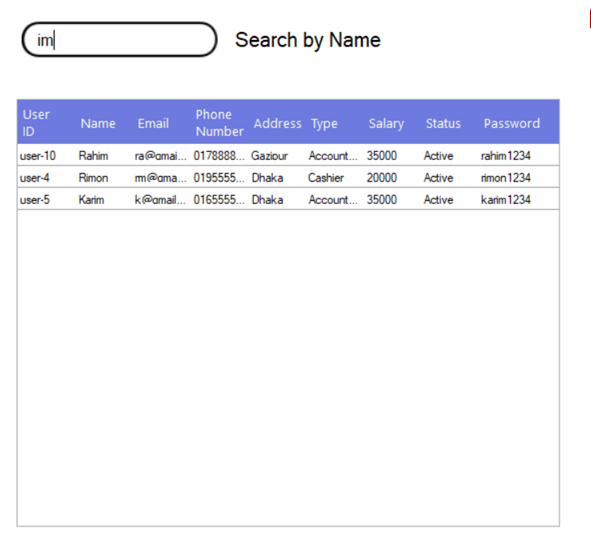 im
Search by Name
User ID Name Email Phone Number Address Type Salary Status Password
user-10 Rahim ra@gmai... 0178888... Gazipur Account... 35000 Active rahim1234
user-4 Rimon rm@gma... 0195555... Dhaka Cashier 20000 Active rimon1234
user-5 Karim k@gmail... 0165555... Dhaka Account... 35000 Active karim1234